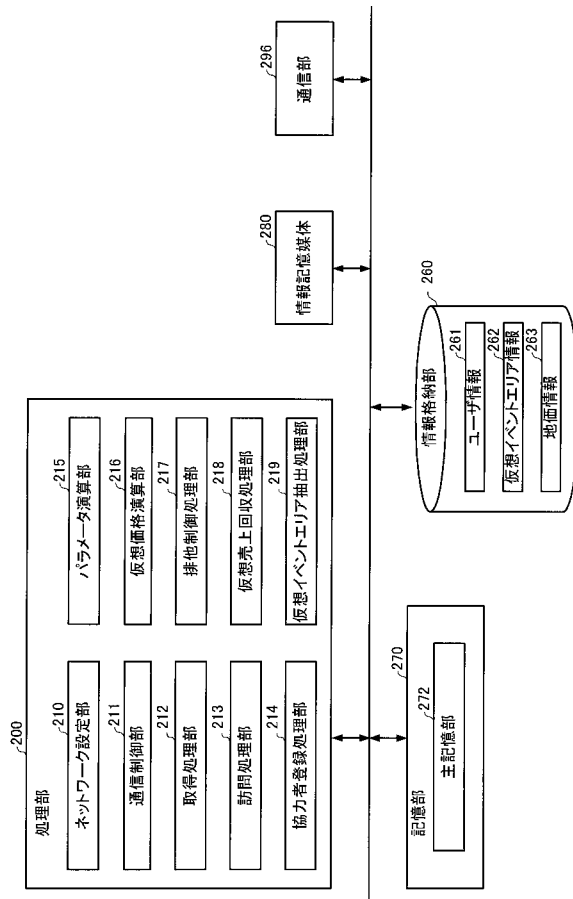 200
処理部
210
ネットワーク設定部
211
通信制御部
212
取得処理部
213
訪問処理部
214
協力者登録処理部
215
パラメータ演算部
216
仮想価格演算部
217
排他制御処理部
218
仮想売上回収処理部
219
仮想イベントエリア抽出処理部
280
情報記憶媒体
296
通信部
270
記憶部
272
主記憶部
260
情報格納部
261
ユーザ情報
262
仮想イベントエリア情報
263
地価情報